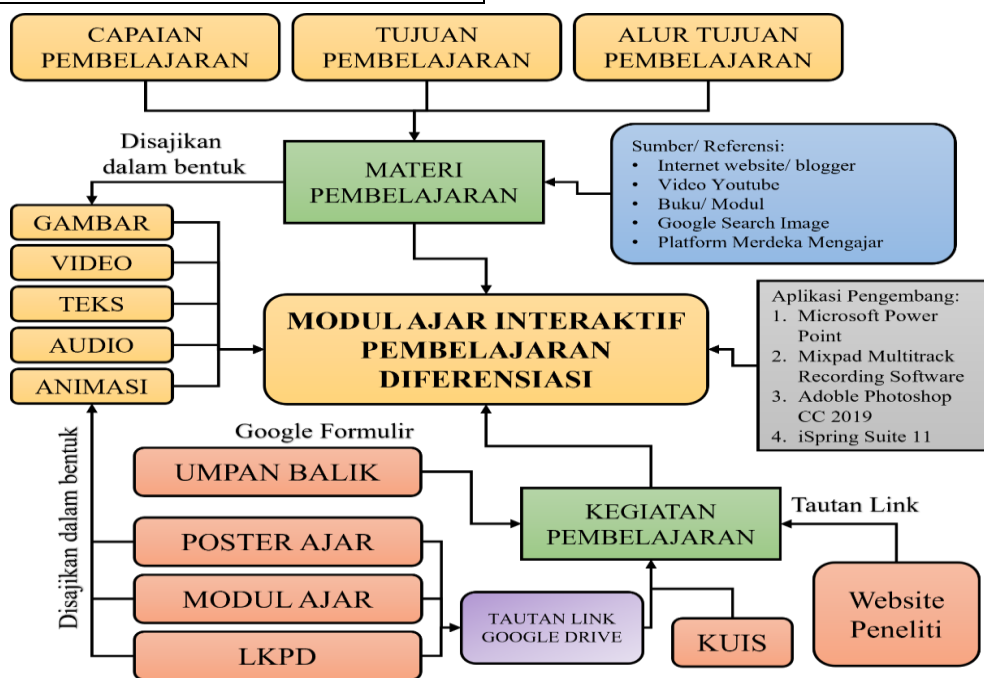 CAPAIAN
PEMBELAJARAN
TUJUAN
PEMBELAJARAN
ALUR TUJUAN
PEMBELAJARAN
Disajikan
dalam bentuk
MATERI
PEMBELAJARAN
Sumber/ Referensi:
• Internet website/ blogger
• Video Youtube
• Buku/ Modul
• Google Search Image
• Platform Merdeka Mengajar
GAMBAR
VIDEO
TEKS
AUDIO
ANIMASI
MODUL AJAR INTERAKTIF
PEMBELAJARAN
DIFERENSIASI
Aplikasi Pengembang:
1. Microsoft Power
Point
2. Mixpad Multitrack
Recording Software
3. Adoble Photoshop
CC 2019
4. iSpring Suite 11
Disajikan dalam bentuk
Google Formulir
UMPAN BALIK
POSTER AJAR
MODUL AJAR
LKPD
TAUTAN LINK
GOOGLE DRIVE
KEGIATAN
PEMBELAJARAN
KUIS
Tautan Link
Website
Peneliti